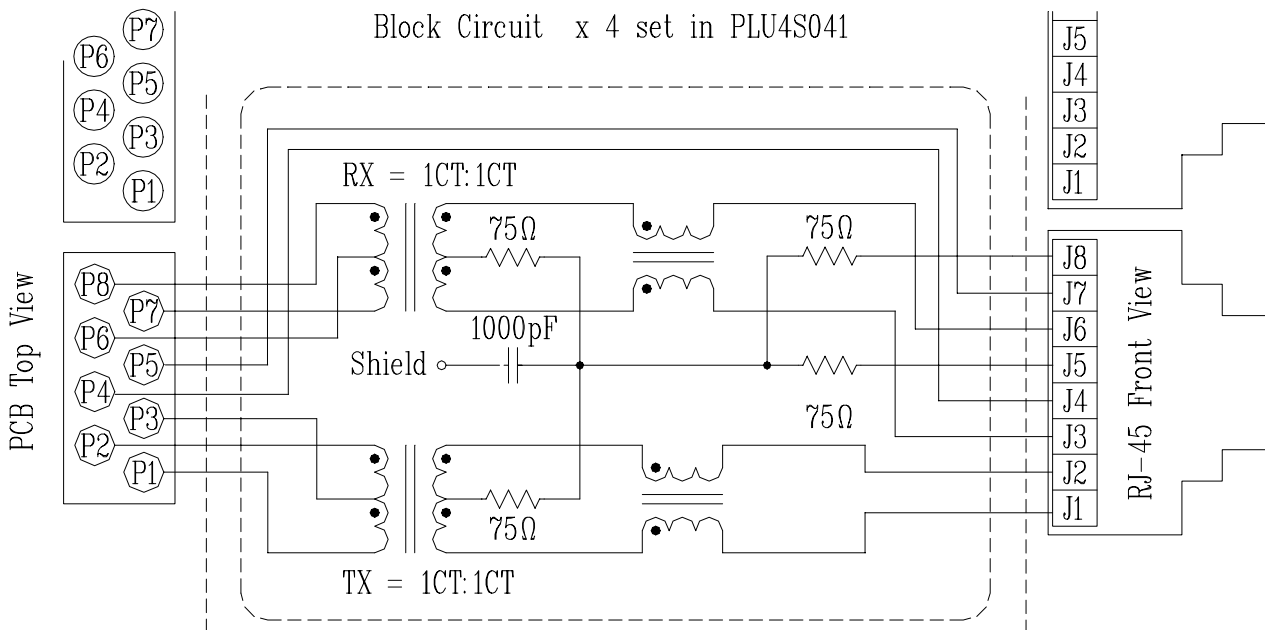 Block Circuit x 4 set in PLU4S041
P7
P6
P5
P4
P3
P2
P1
J5
J4
J3
J2
J1
RX = 1CT:1CT
75Ω
75Ω
PCB Top View
P8
P7
P6
P5
P4
P3
P2
P1
1000pF
Shield
75Ω
75Ω
TX = 1CT:1CT
J8
J7
J6
J5
J4
J3
J2
J1
RJ-45 Front View